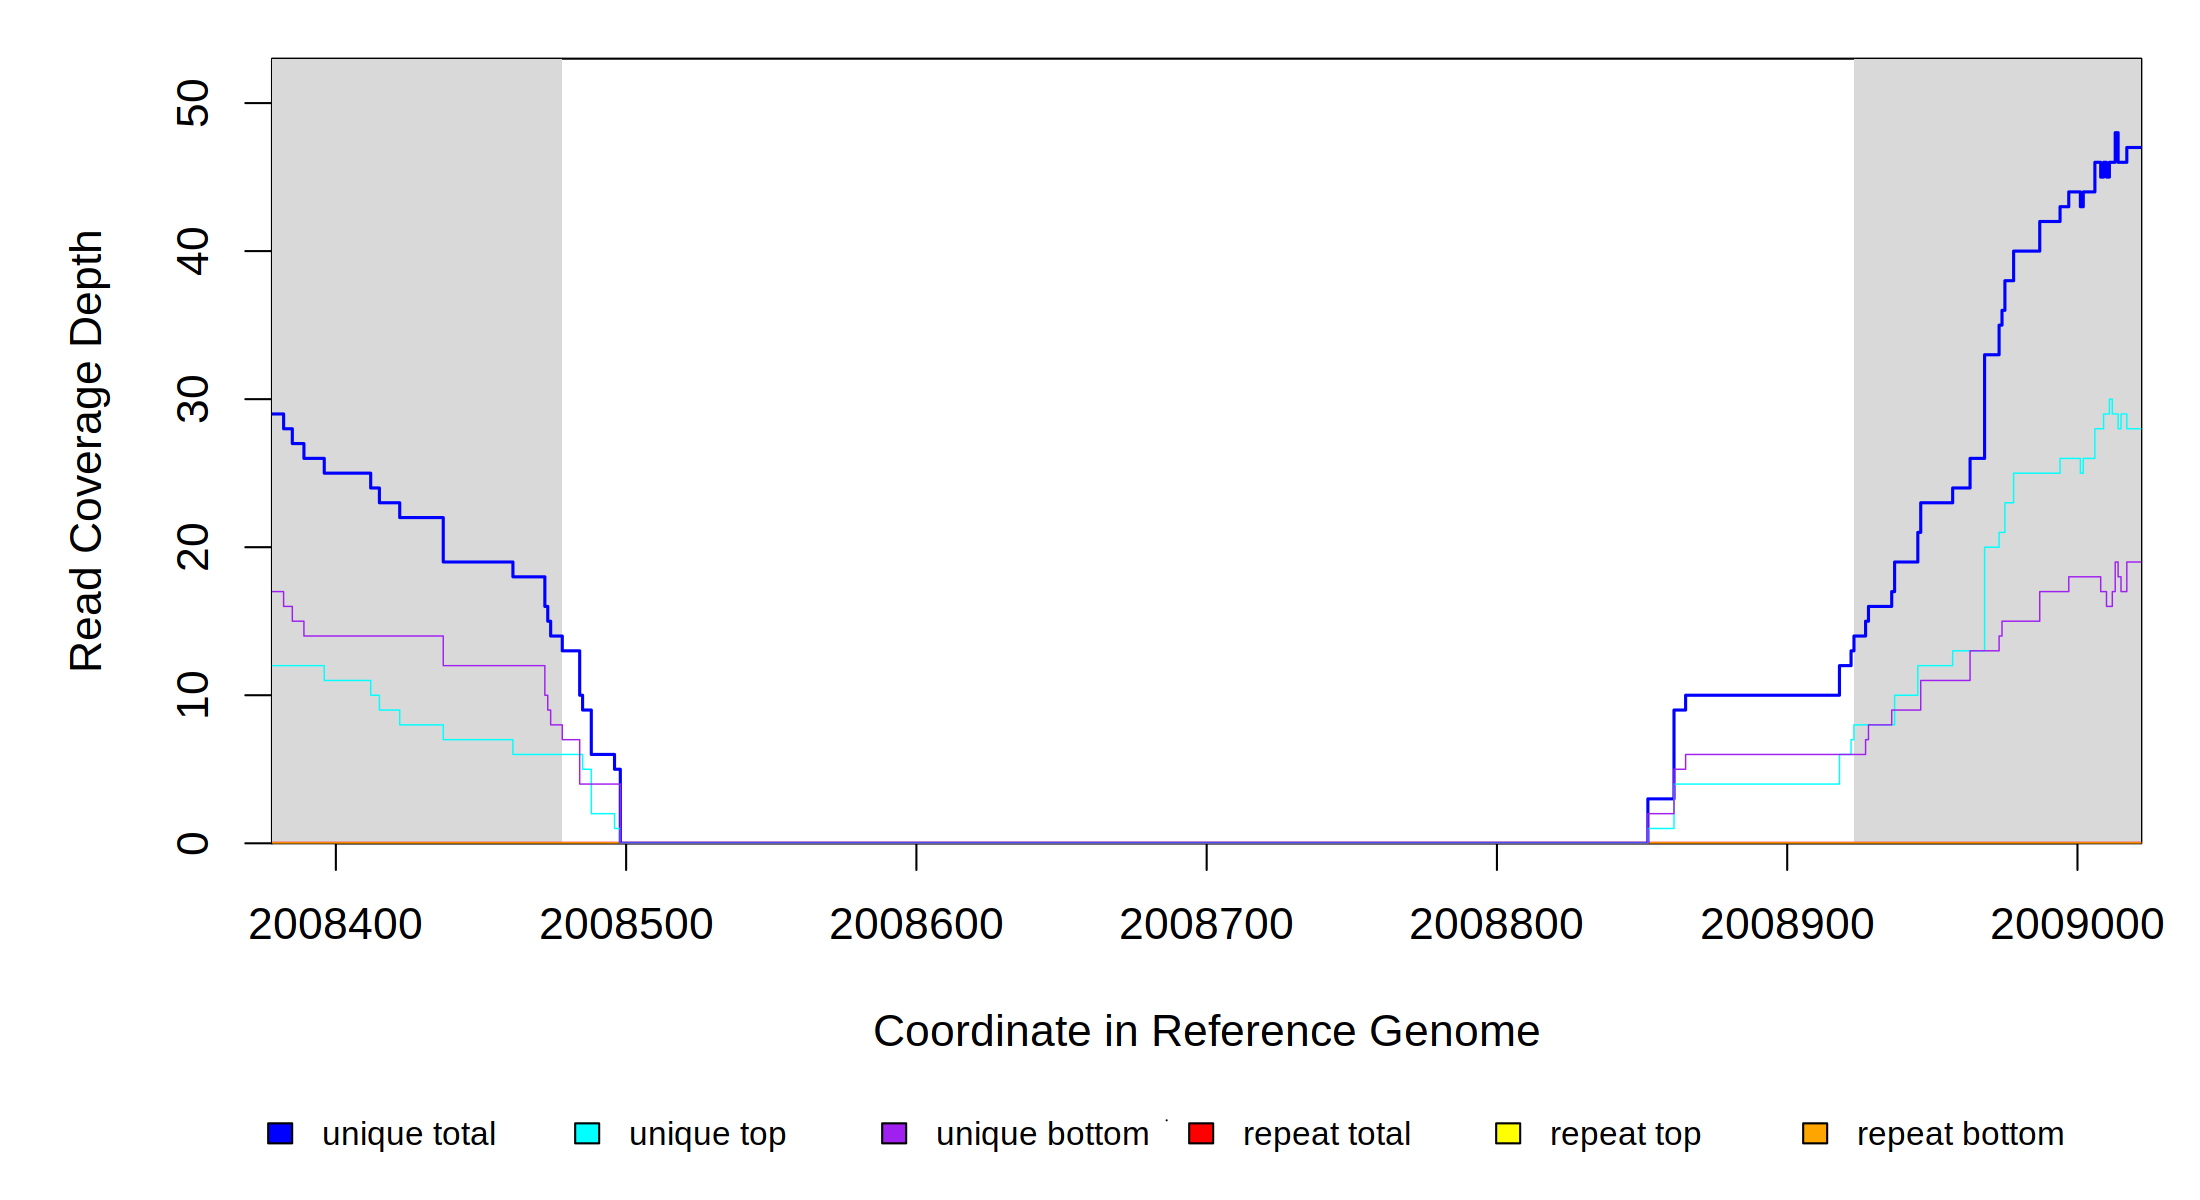 Read Coverage Depth
50
40
30
20
10
0
2008400 2008500 2008600 2008700 2008800 2008900 2009000
Coordinate in Reference Genome
unique total unique top unique bottom repeat total repeat top repeat bottom